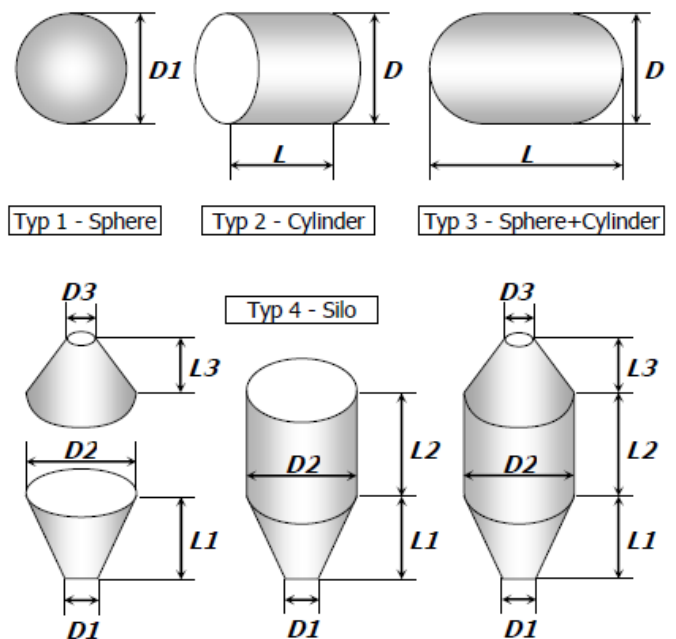 D1
D
L
D
L
Typ 1 - Sphere
Typ 2 - Cylinder
Typ 3 - Sphere+Cylinder
D3
Typ 4 - Silo
D3
L3
L3
D2
D2
L2
D2
L2
L1
L1
L1
D1
D1
D1